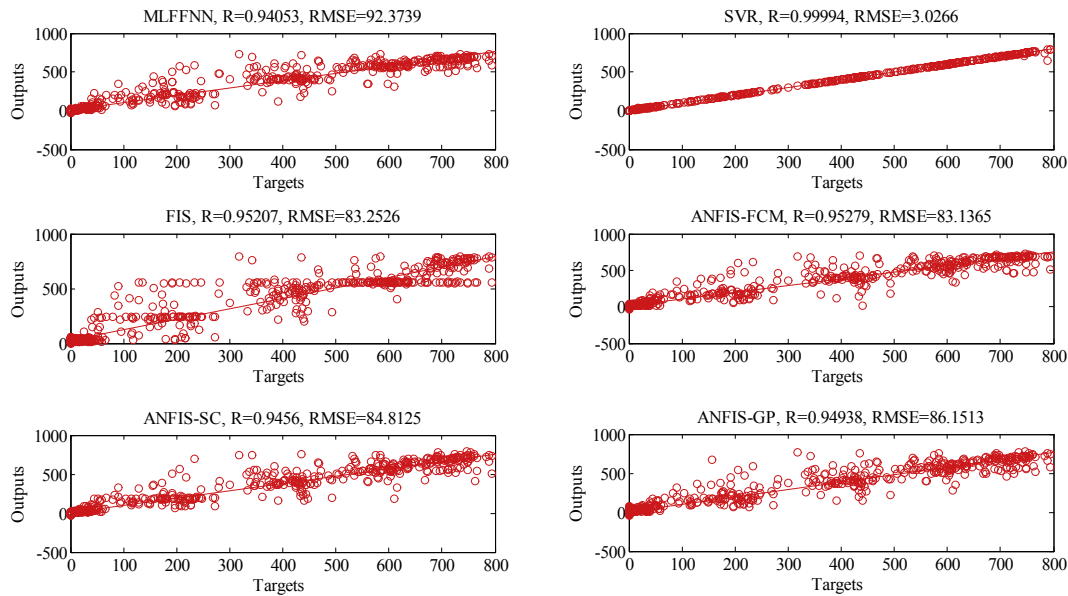 MLFFNN, R=0.94053, RMSE=92.3739
1000
500
0
-500
Outputs
0 100 200 300 400 500 600 700 800
Targets
SVR, R=0.99994, RMSE=3.0266
1000
500
0
-500
Outputs
0 100 200 300 400 500 600 700 800
Targets
FIS, R=0.95207, RMSE=83.2526
1000
500
0
Outputs
0 100 200 300 400 500 600 700 800
Targets
ANFIS-FCM, R=0.95279, RMSE=83.1365
1000
500
0
-500
Outputs
0 100 200 300 400 500 600 700 800
Targets
ANFIS-SC, R=0.9456, RMSE=84.8125
1000
500
0
-500
Outputs
0 100 200 300 400 500 600 700 800
Targets
ANFIS-GP, R=0.94938, RMSE=86.1513
1000
500
0
-500
Outputs
0 100 200 300 400 500 600 700 800
Targets